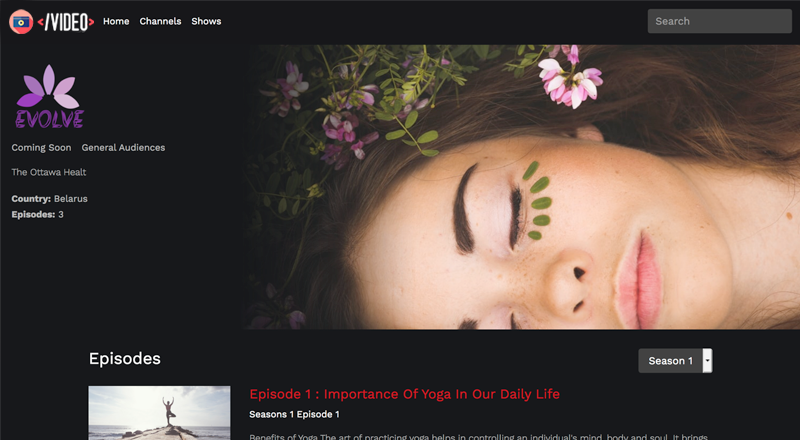 </VIDEO>
Home Channels Shows
Search
EVOLVE
Coming Soon General Audiences
The Ottawa Healt
Country: Belarus
Episodes: 3
Episodes
Season 1
Episode 1 : Importance Of Yoga In Our Daily Life
Seasons 1 Episode 1
Benefits of Yoga The art of practicing yoga helps in controlling an individual's mind, body and soul. It brings